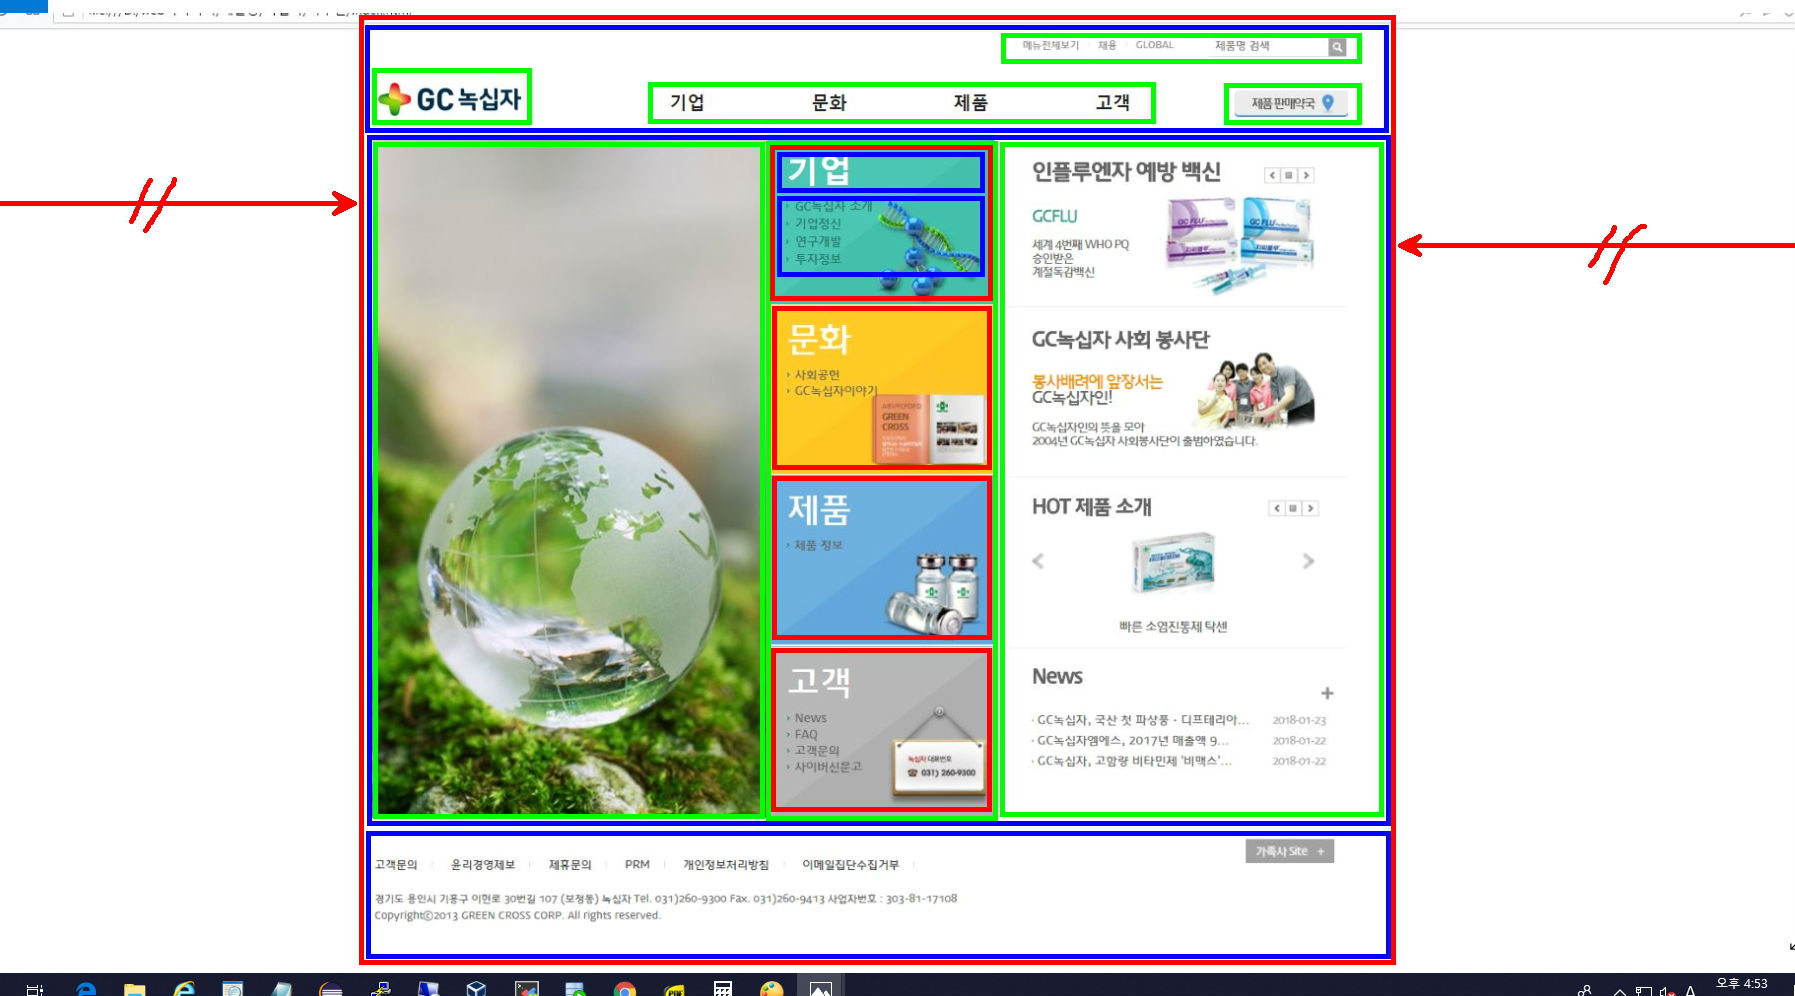 메뉴전체보기 채용 GLOBAL 제품명 검색
GC녹십자
기업 문화 제품 고객
제품 판매약국
기업
GC녹십자 소개
기업정신
연구개발
투자정보
문화
사회공헌
GC녹십자이야기
GREEN
CROSS
제품
제품 정보
고객
News
FAQ
고객문의
사이버신문고
녹십자 대표번호
☎ 031) 260-9300
인플루엔자 예방 백신
GCFLU
세계 4번째 WHO PQ
승인받은
계절독감백신
GC FLU
GC FLU
GC녹십자 사회 봉사단
봉사배려에 앞장서는
GC녹십자인!
GC녹십자인의 뜻을 모아
2004년 GC녹십자 사회봉사단이 출범하였습니다.
HOT 제품 소개
빠른 소염진통제 탁센
News
· GC녹십자, 국산 첫 파상풍 - 디프테리아... 2018-01-23
· GC녹십자엠에스, 2017년 매출액 9... 2018-01-22
· GC녹십자, 고함량 비타민제 '비맥스'... 2018-01-22
고객문의 윤리경영제보 제휴문의 PRM 개인정보처리방침 이메일집단수집거부
가족사 Site +
경기도 용인시 기흥구 이현로 30번길 107 (보정동) 녹십자 Tel. 031)260-9300 Fax. 031)260-9413 사업자번호 : 303-81-17108
Copyrightⓒ2013 GREEN CROSS CORP. All rights reserved.
A 오후 4:53